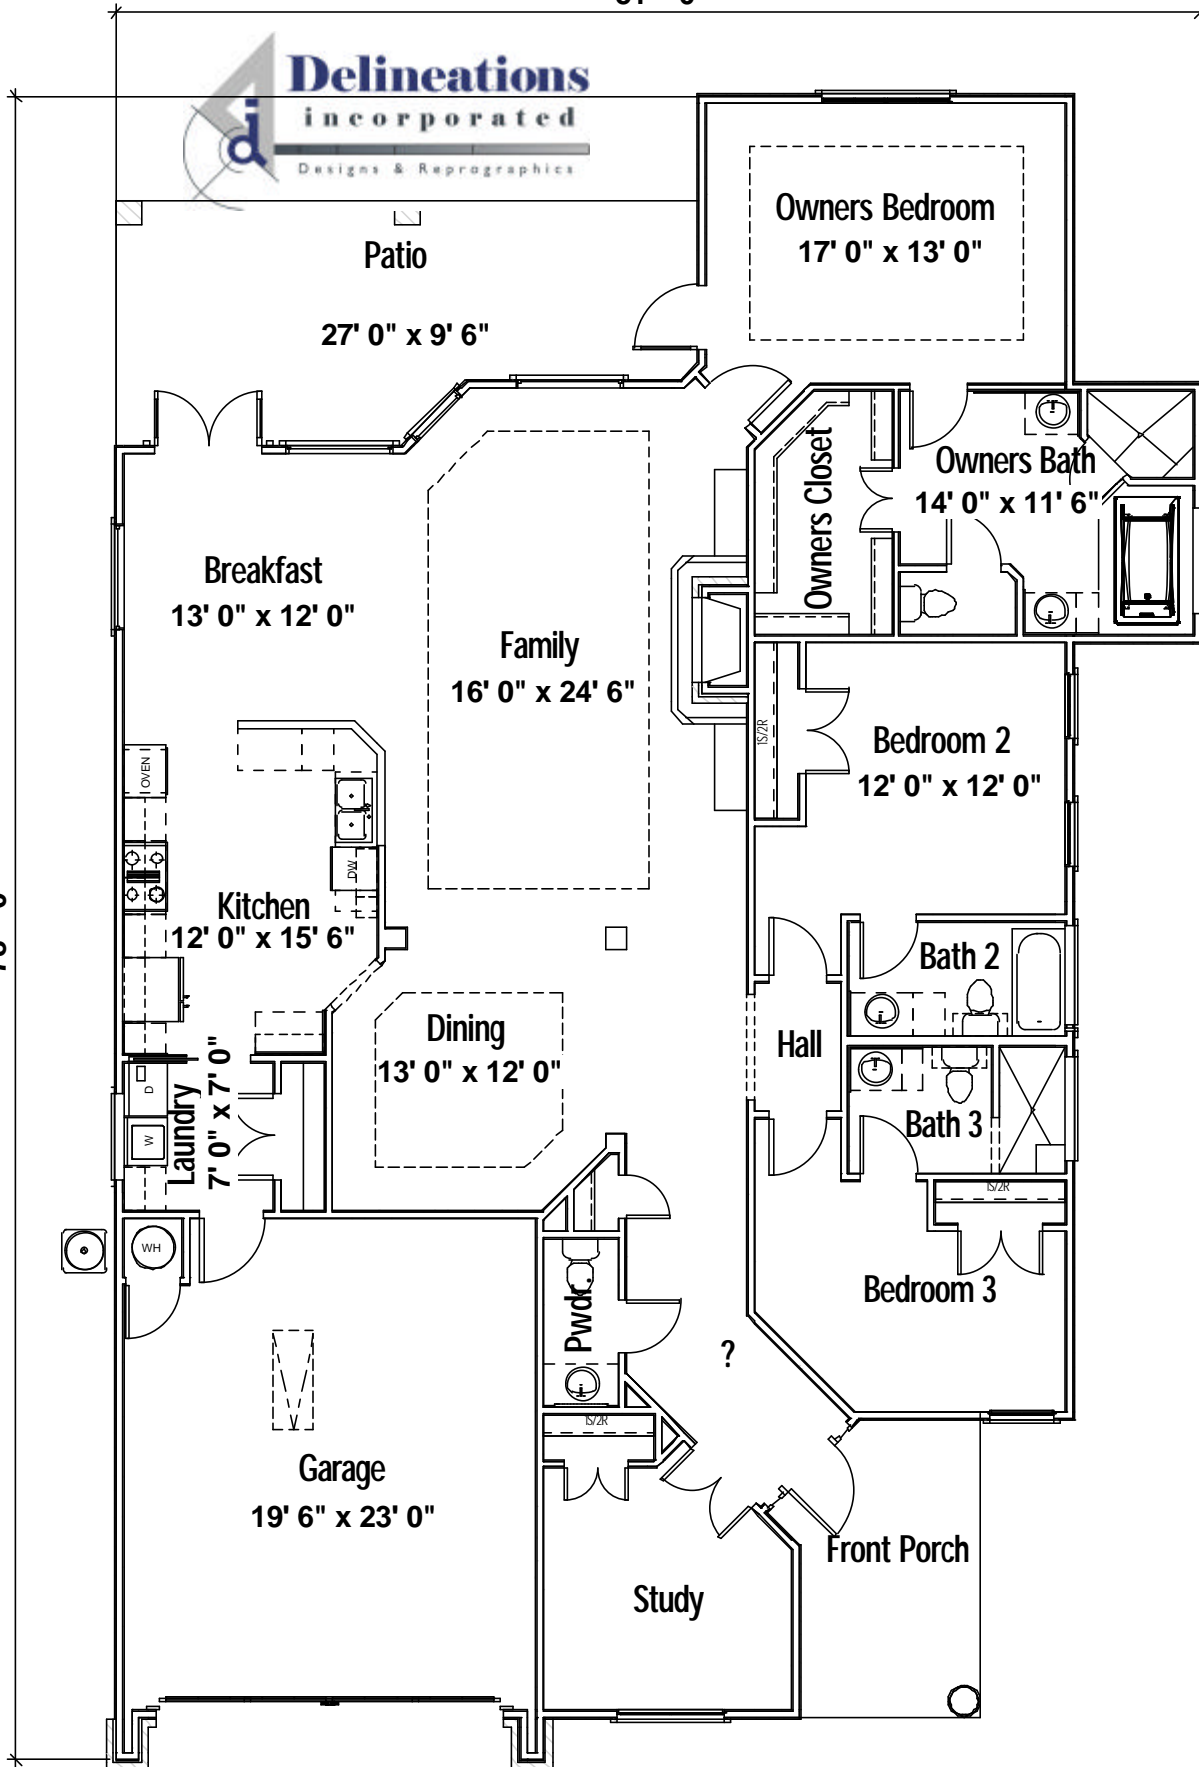 Delineations
incorporated
Designs & Reprographics
Owners Bedroom
17' 0" x 13' 0"
Patio
27' 0" x 9' 6"
Owners Closet
Owners Bath
14' 0" x 11' 6"
Breakfast
13' 0" x 12' 0"
Family
16' 0" x 24' 6"
1S/2R
Bedroom 2
12' 0" x 12' 0"
OVEN
DW
Kitchen
12' 0" x 15' 6"
Bath 2
Dining
13' 0" x 12' 0"
Hall
D
W
Laundry
7' 0" x 7' 0"
Bath 3
1S/2R
WH
Bedroom 3
Pwdr
?
1S/2R
Garage
19' 6" x 23' 0"
Front Porch
Study